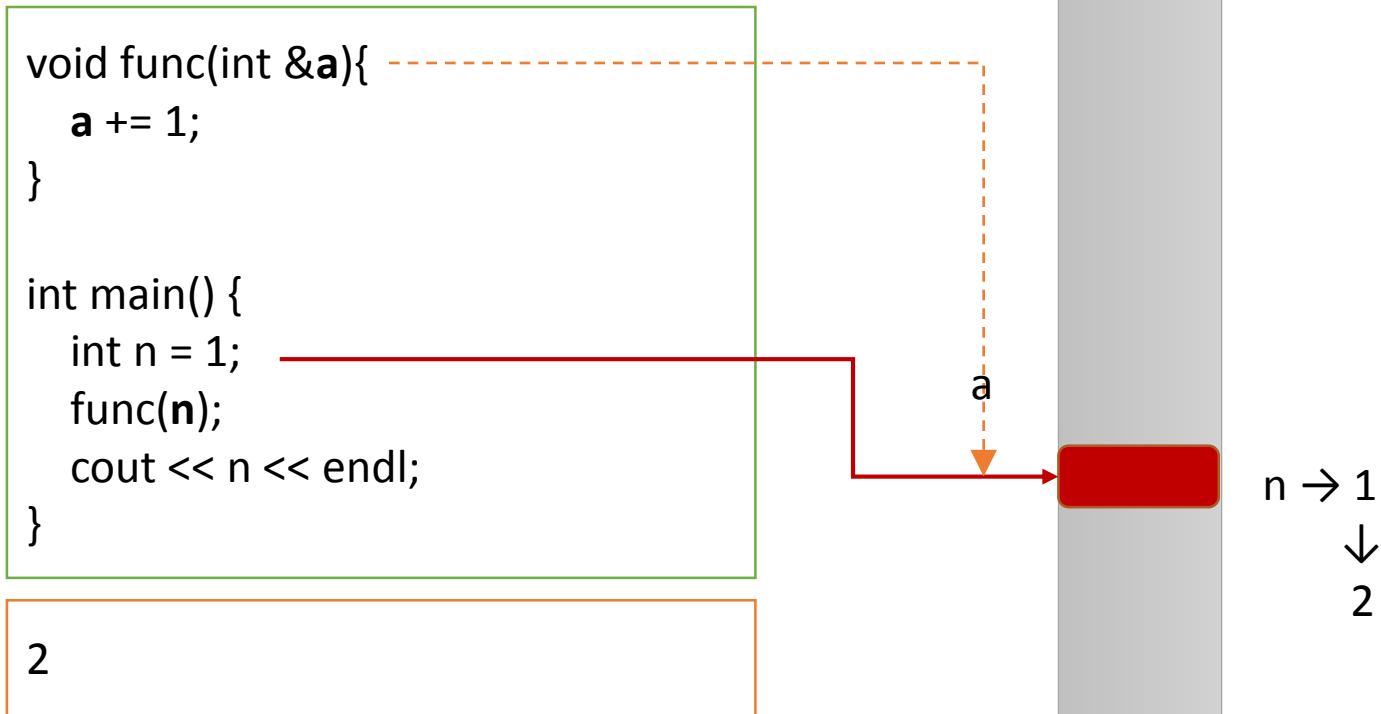 void func(int &a){
a += 1;
}
int main() {
int n = 1;
func(n);
cout << n << endl;
}
2
a
n → 1
↓
2